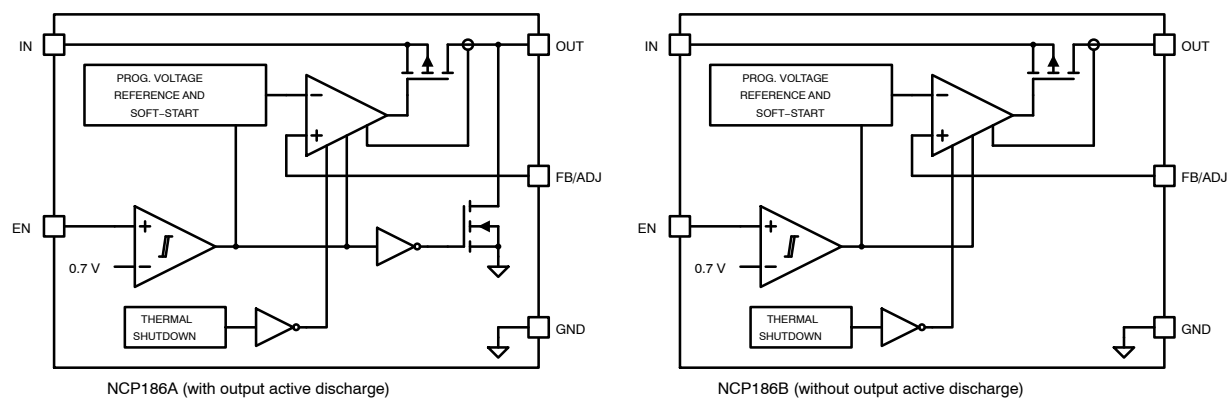 IN
OUT
PROG. VOLTAGE
REFERENCE AND
SOFT−START
−
+
FB/ADJ
EN
+
0.7 V
−
THERMAL
SHUTDOWN
GND
NCP186A (with output active discharge)
IN
OUT
PROG. VOLTAGE
REFERENCE AND
SOFT−START
−
+
FB/ADJ
EN
+
0.7 V
−
THERMAL
SHUTDOWN
GND
NCP186B (without output active discharge)